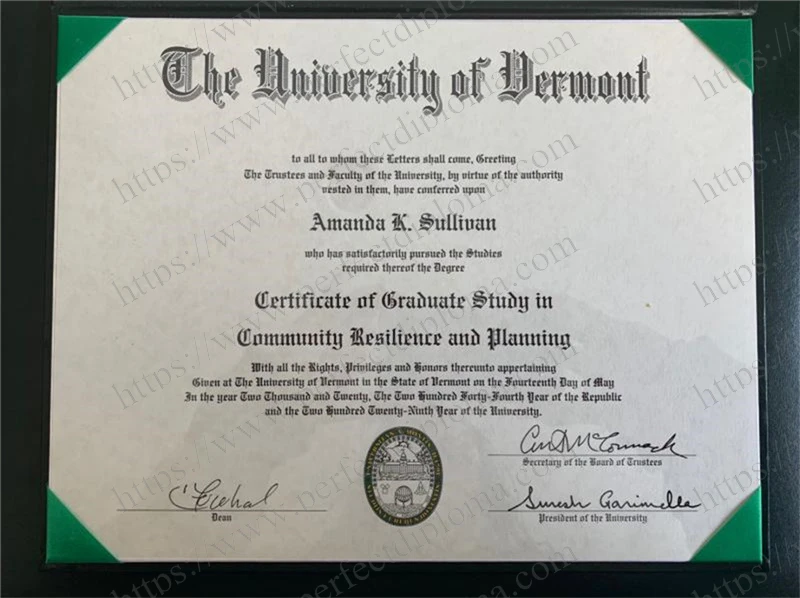 The University of Vermont
to all to whom these Letters shall come, Greeting
The Trustees and Faculty of the University, by virtue of the authority
vested in them, have conferred upon
Amanda K. Sullivan
who has satisfactorily pursued the Studies
required thereof the Degree
Certificate of Graduate Study in
Community Resilience and Planning
With all the Rights, Privileges and Honors thereunto appertaining
Given at The University of Vermont in the State of Vermont on the Fourteenth Day of May
In the year Two Thousand and Twenty, The Two Hundred Forty-Fourth Year of the Republic
and the Two Hundred Twenty-Ninth Year of the University.
Secretary of the Board of Trustees
Suresh Garimella
Dean
President of the University
https://www.perfectdiploma.com